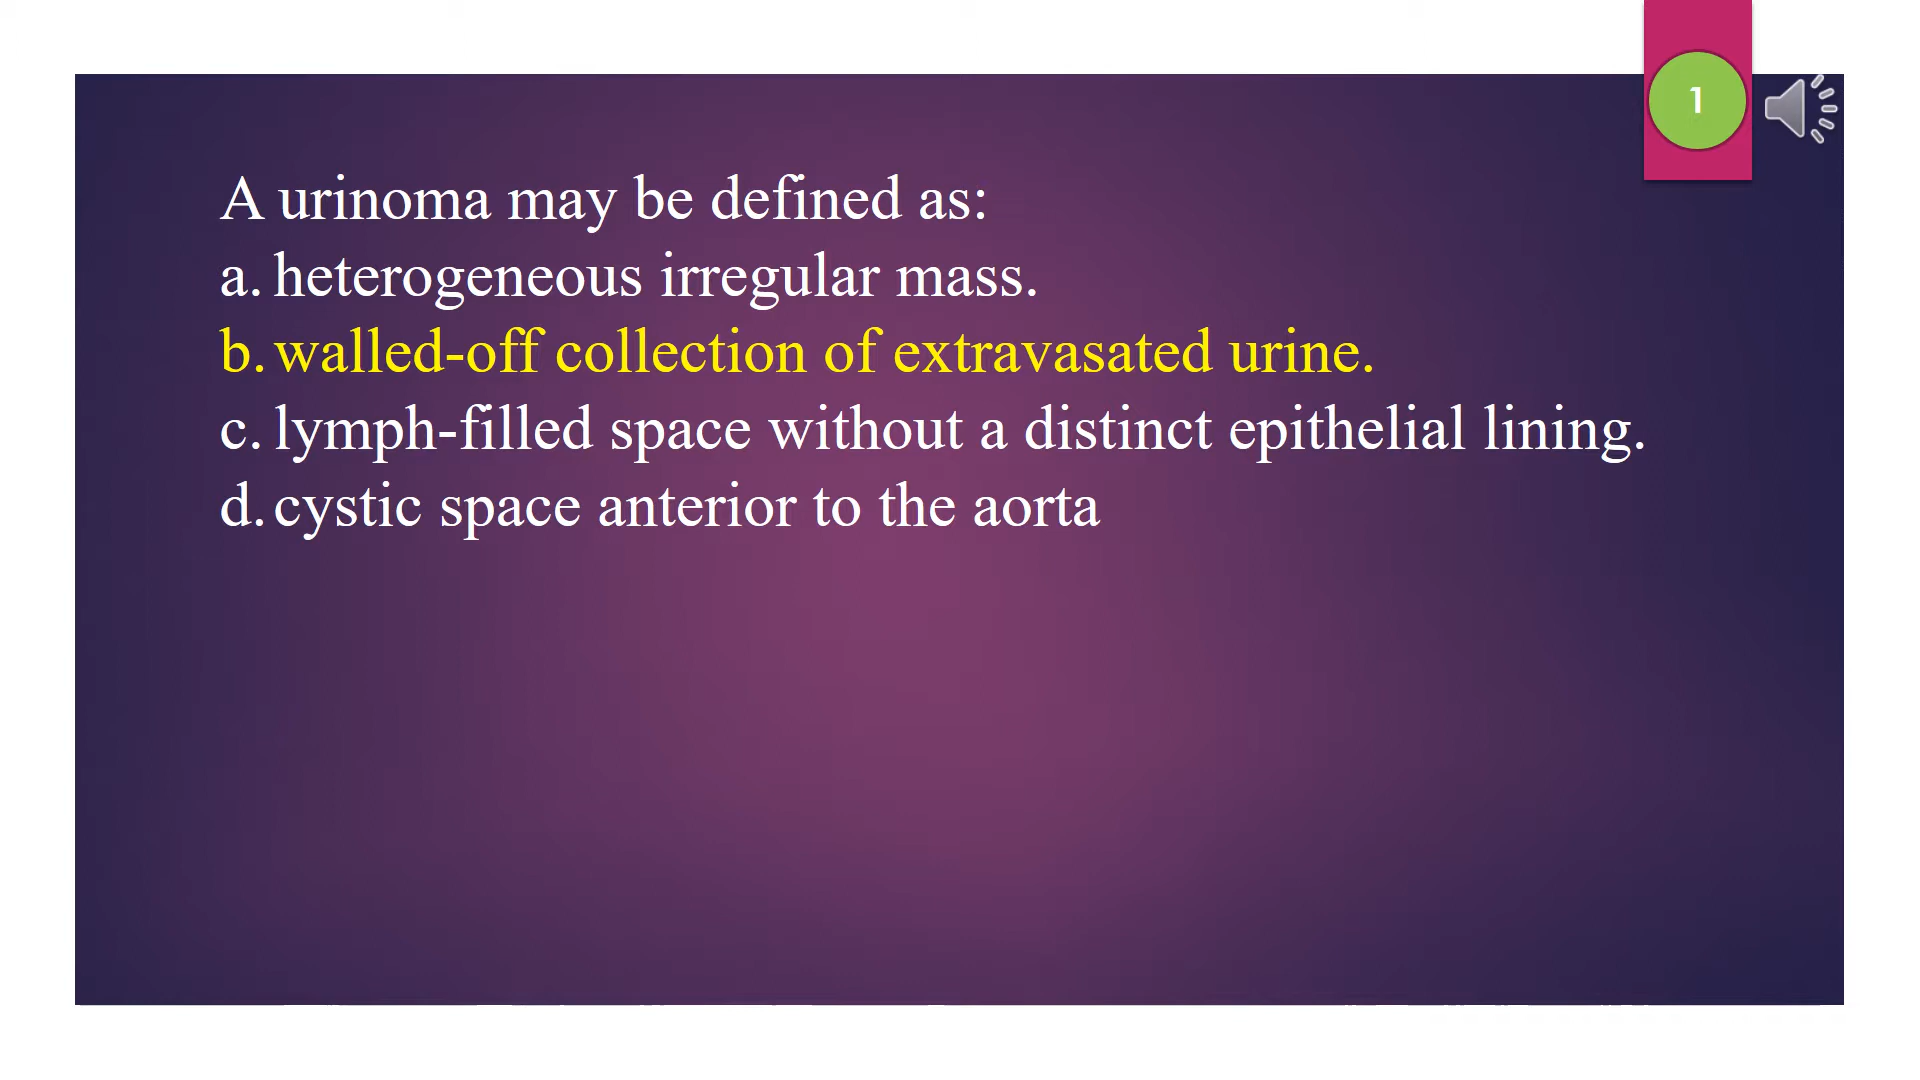 1
A urinoma may be defined as:
a. heterogeneous irregular mass.
b. walled-off collection of extravasated urine.
c. lymph-filled space without a distinct epithelial lining.
d. cystic space anterior to the aorta